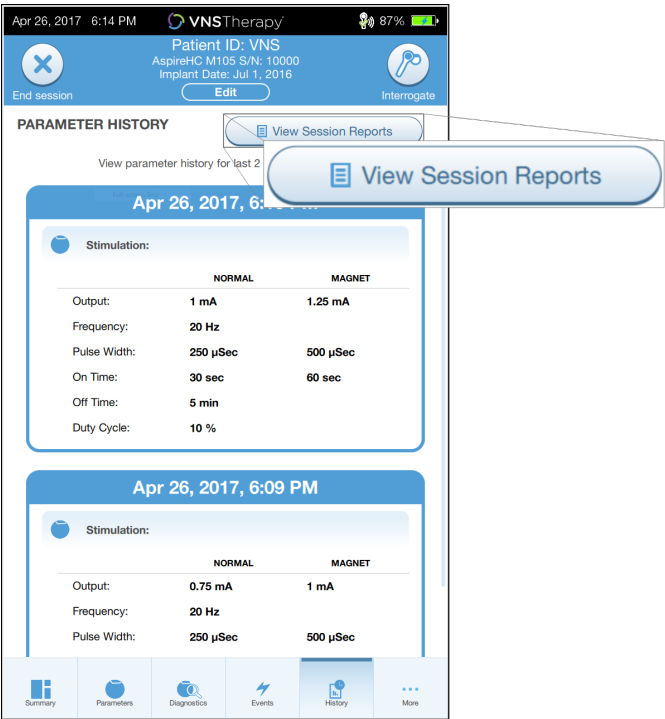 Apr 26, 2017 6:14 PM VNSTherapy 87%
Patient ID: VNS
AspireHC M105 S/N: 10000
Implant Date: Jul 1, 2016
End session Edit Interrogate
PARAMETER HISTORY
View Session Reports
View Session Reports
View parameter history for last 2
Apr 26, 2017, 6:
Stimulation:
NORMAL MAGNET
Output: 1 mA 1.25 mA
Frequency: 20 Hz
Pulse Width: 250 µSec 500 µSec
On Time: 30 sec 60 sec
Off Time: 5 min
Duty Cycle: 10 %
Apr 26, 2017, 6:09 PM
Stimulation:
NORMAL MAGNET
Output: 0.75 mA 1 mA
Frequency: 20 Hz
Pulse Width: 250 µSec 500 µSec
Summary Parameters Diagnostics Events History More